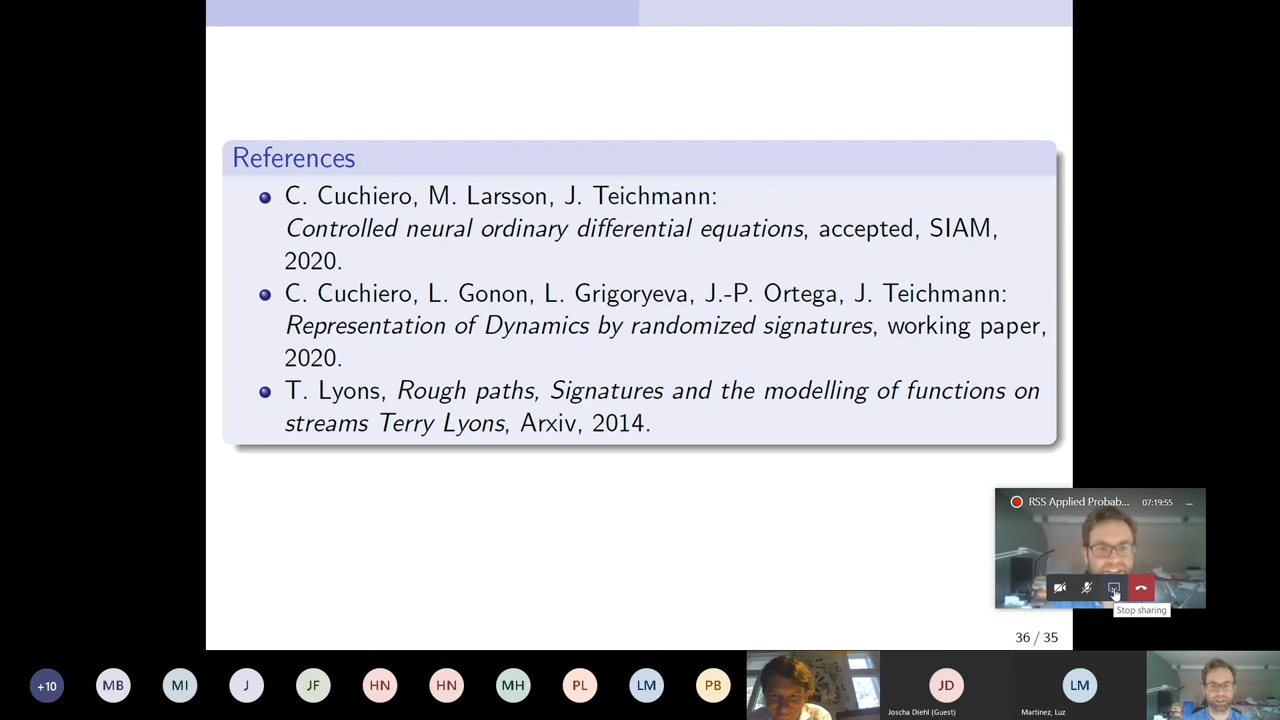 References
C. Cuchiero, M. Larsson, J. Teichmann:
Controlled neural ordinary differential equations, accepted, SIAM,
2020.
C. Cuchiero, L. Gonon, L. Grigoryeva, J.-P. Ortega, J. Teichmann:
Representation of Dynamics by randomized signatures, working paper,
2020.
T. Lyons, Rough paths, Signatures and the modelling of functions on
streams Terry Lyons, Arxiv, 2014.
RSS Applied Probab... 07:19:55
Stop sharing
36 / 35
+10 MB MI J JF HN HN MH PL LM PB JD LM
Joscha Diehl (Guest) Martinez, Luz